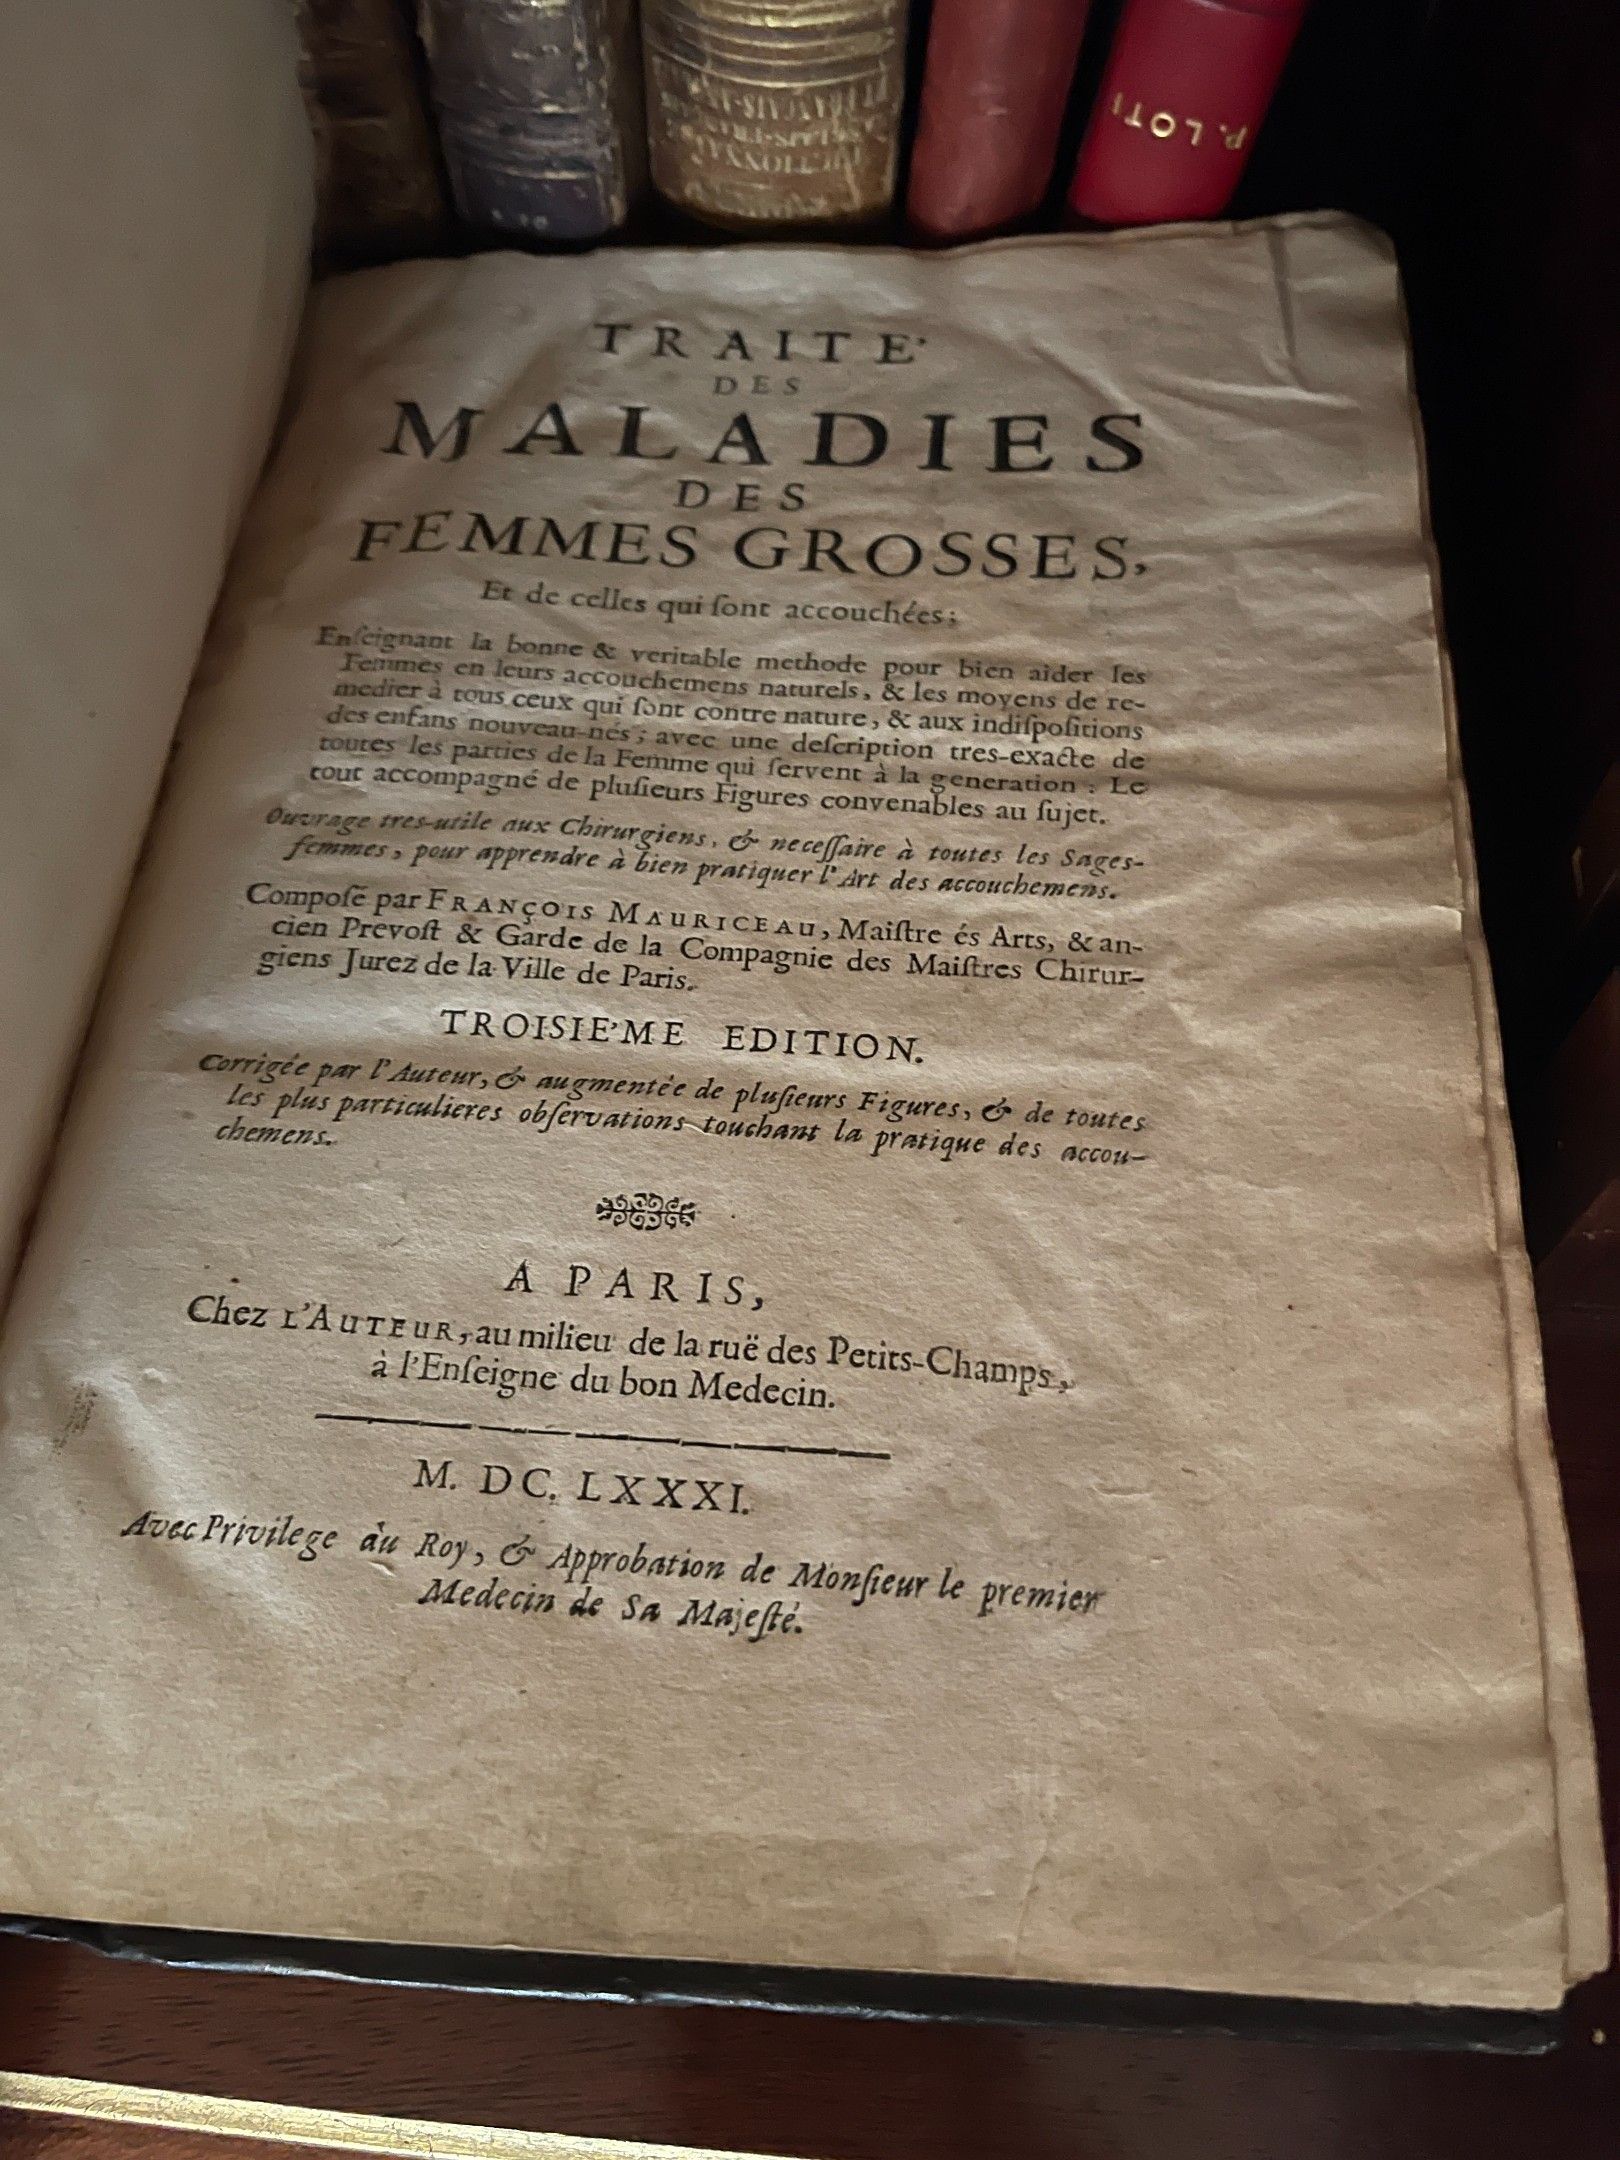 P. LOTI
TRAITE'
DES
MALADIES
DES
FEMMES GROSSES,
Et de celles qui ſont accouchées;
Enſeignant la bonne & veritable methode pour bien aider les
Femmes en leurs accouchemens naturels, & les moyens de re-
medier à tous ceux qui ſont contre nature, & aux indiſpoſitions
des enfans nouveau-nés; avec une deſcription tres-exacte de
toutes les parties de la Femme qui ſervent à la generation: Le
tout accompagné de pluſieurs Figures convenables au ſujet.
Ouvrage tres-utile aux Chirurgiens, & neceſſaire à toutes les Sages-
femmes, pour apprendre à bien pratiquer l'Art des accouchemens.
Compoſé par FRANÇOIS MAURICEAU, Maiſtre és Arts, & an-
cien Prevoſt & Garde de la Compagnie des Maiſtres Chirur-
giens Jurez de la Ville de Paris.
TROISIE'ME EDITION.
Corrigée par l'Auteur, & augmentée de pluſieurs Figures, & de toutes
les plus particulieres obſervations touchant la pratique des accou-
chemens.
A PARIS,
Chez L'AUTEUR, au milieu de la ruë des Petits-Champs,
à l'Enſeigne du bon Medecin.
M. DC. LXXXI.
Avec Privilege du Roy, & Approbation de Monſieur le premier
Medecin de Sa Majeſté.